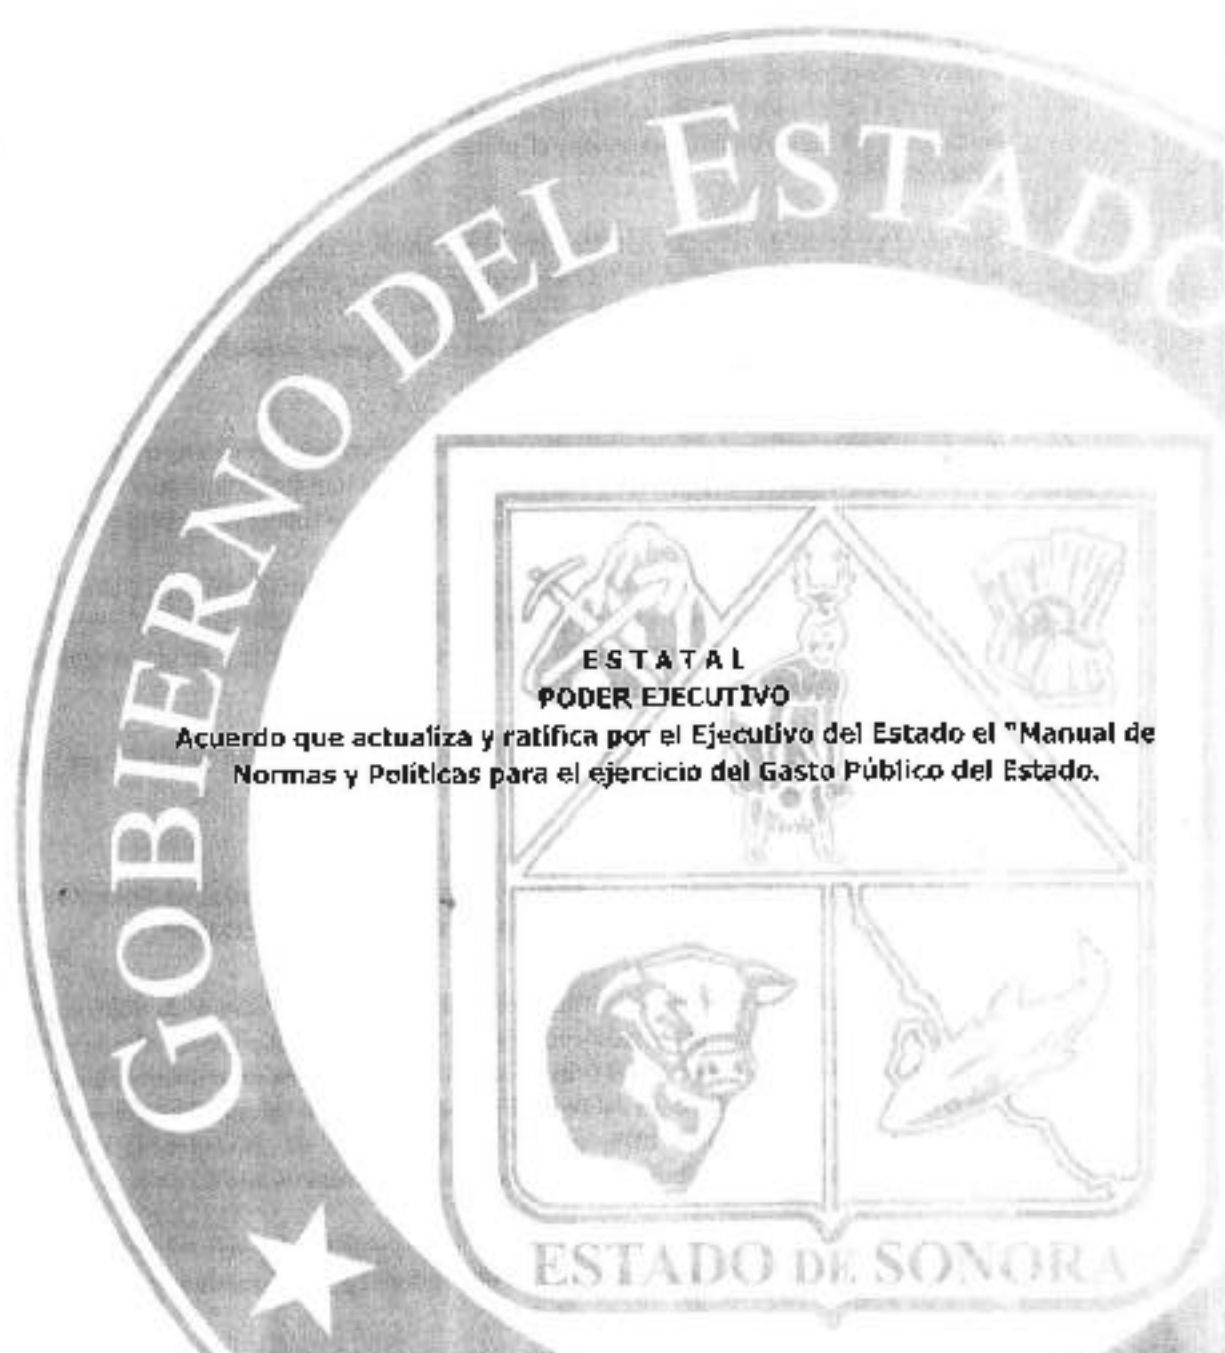 GOBIERNO DEL ESTADO
E S T A T A L
PODER EJECUTIVO
Acuerdo que actualiza y ratifica por el Ejecutivo del Estado el "Manual de
Normas y Políticas para el ejercicio del Gasto Público del Estado.
ESTADO DE SONORA